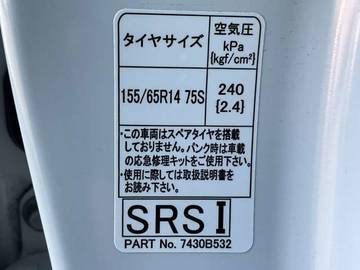 タイヤサイズ 空気圧
kPa
{kgf/cm²}
155/65R14 75S 240
{2.4}
・この車両はスペアタイヤを搭載
しておりません。パンク時は車載
の応急修理キットをご使用ください。
・使用に際しては取扱説明書を
お読み下さい。
SRS I
PART No. 7430B532